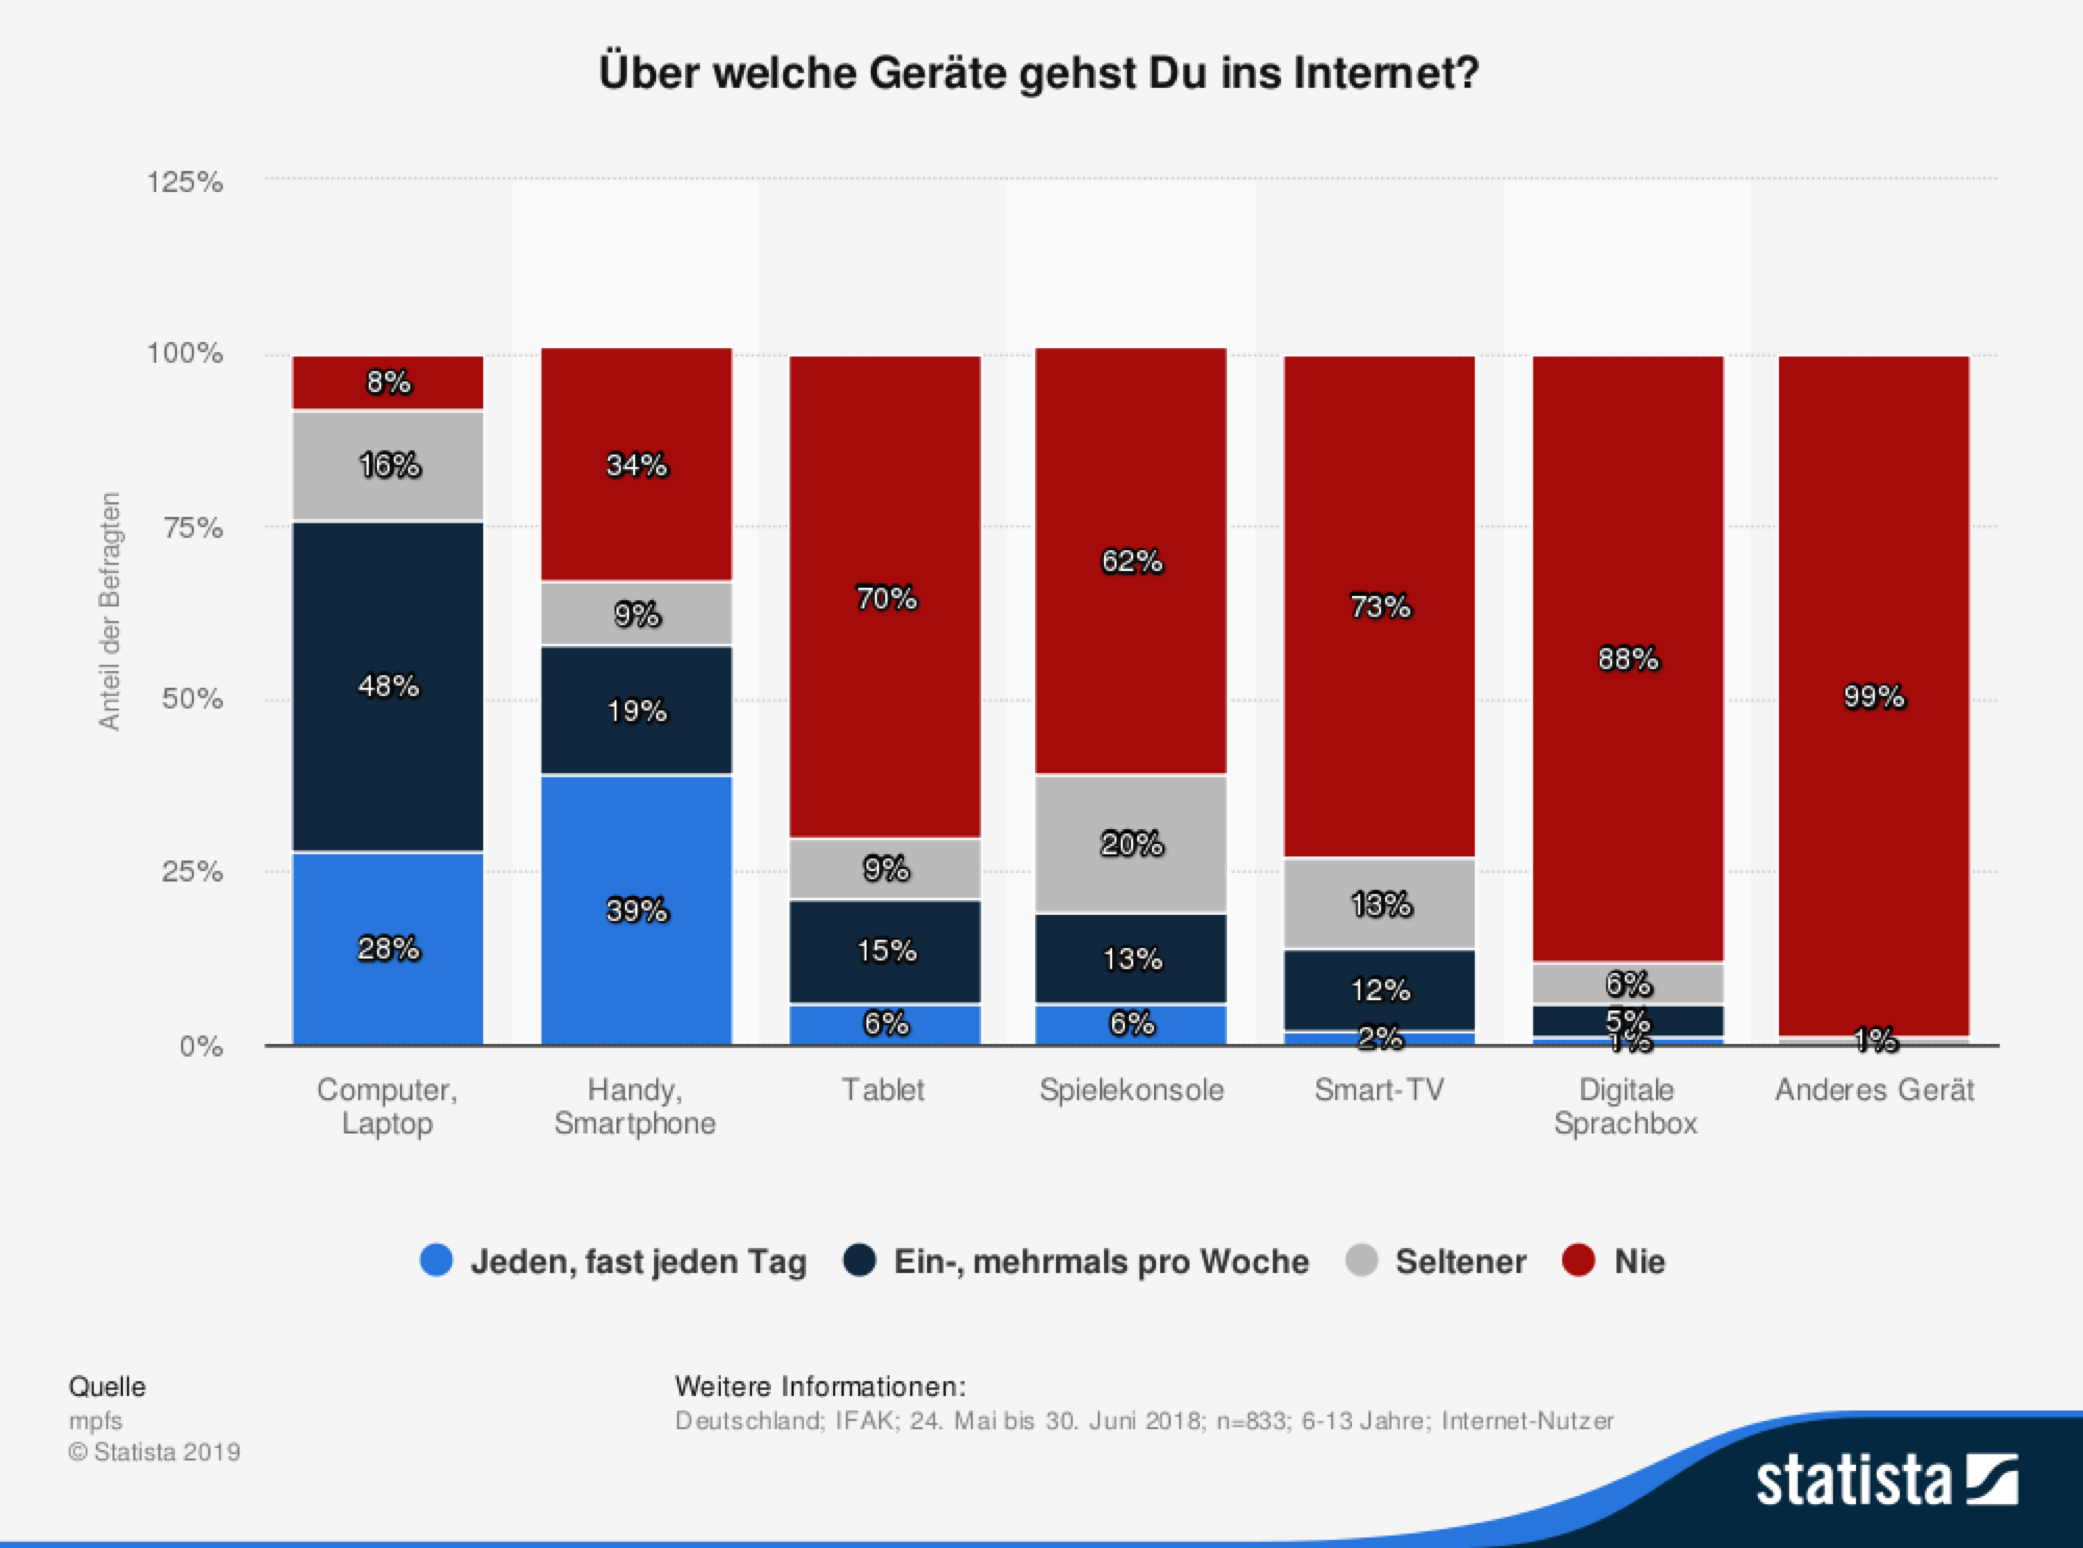 Über welche Geräte gehst Du ins Internet?
125%
100%
75%
50%
25%
0%
Anteil der Befragten
8%
16%
48%
28%
34%
9%
19%
39%
70%
9%
15%
6%
62%
20%
13%
6%
73%
13%
12%
2%
88%
6%
5%
1%
99%
1%
Computer,
Laptop
Handy,
Smartphone
Tablet
Spielekonsole
Smart-TV
Digitale
Sprachbox
Anderes Gerät
Jeden, fast jeden Tag
Ein-, mehrmals pro Woche
Seltener
Nie
Quelle
mpfs
© Statista 2019
Weitere Informationen:
Deutschland; IFAK; 24. Mai bis 30. Juni 2018; n=833; 6-13 Jahre; Internet-Nutzer
statista